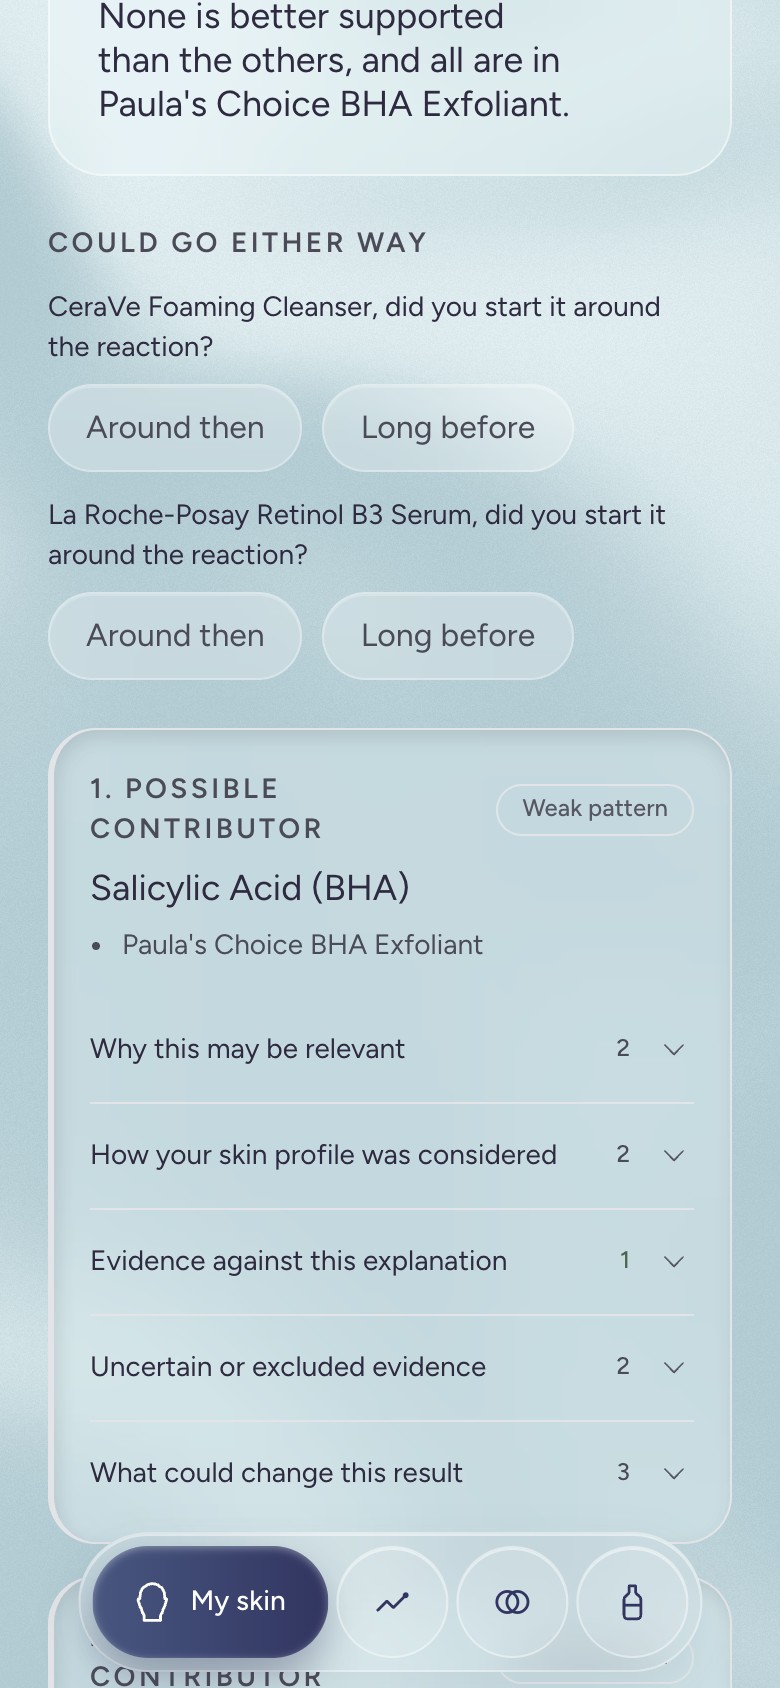 None is better supported
than the others, and all are in
Paula's Choice BHA Exfoliant.
COULD GO EITHER WAY
CeraVe Foaming Cleanser, did you start it around
the reaction?
Around then
Long before
La Roche-Posay Retinol B3 Serum, did you start it
around the reaction?
Around then
Long before
1. POSSIBLE
CONTRIBUTOR
Weak pattern
Salicylic Acid (BHA)
• Paula's Choice BHA Exfoliant
Why this may be relevant 2
How your skin profile was considered 2
Evidence against this explanation 1
Uncertain or excluded evidence 2
What could change this result 3
My skin
CONTRIBUTOR